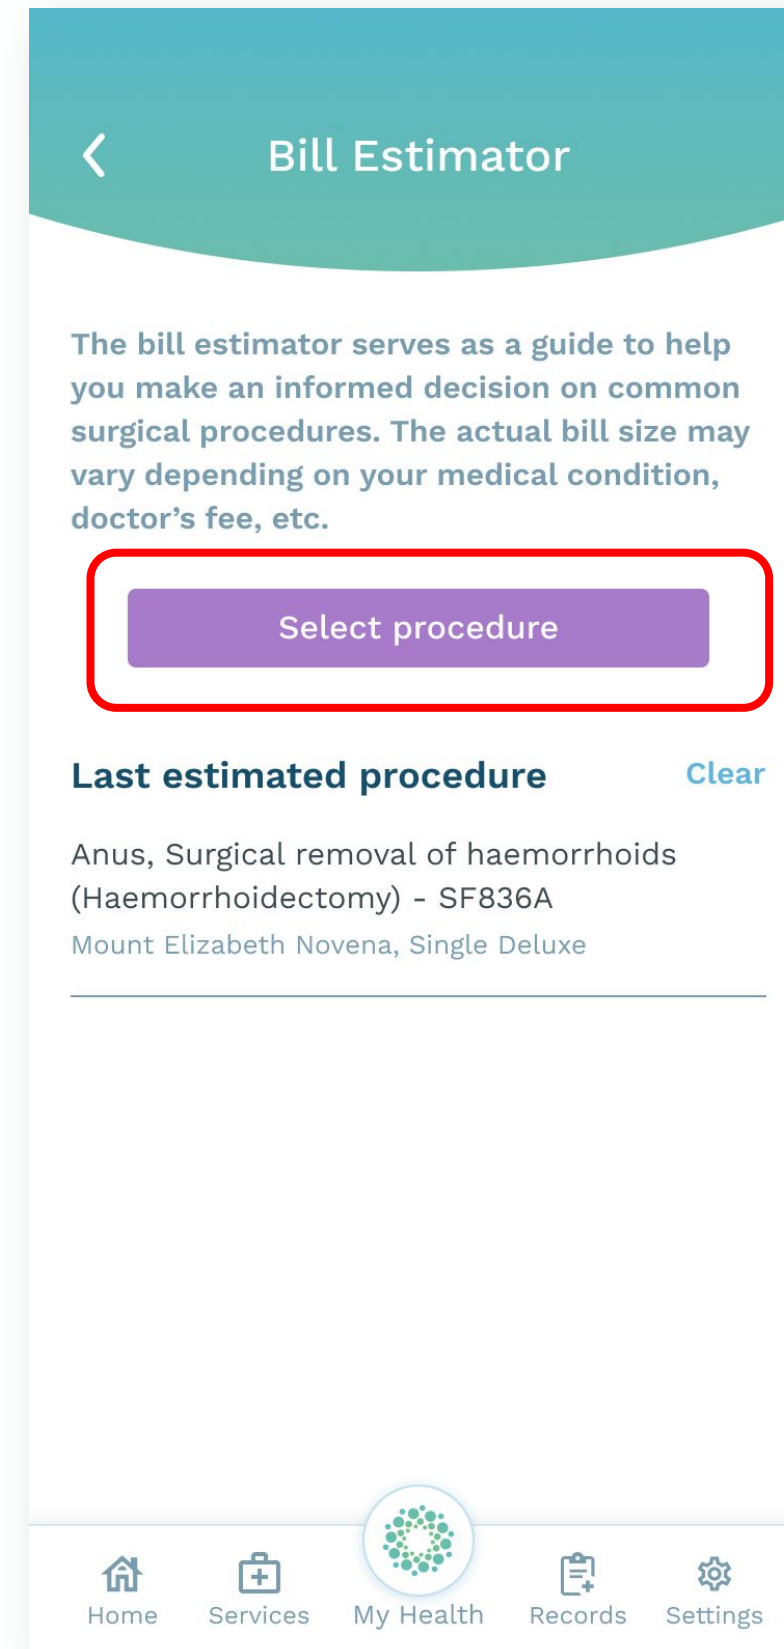 Bill Estimator
The bill estimator serves as a guide to help
you make an informed decision on common
surgical procedures. The actual bill size may
vary depending on your medical condition,
doctor’s fee, etc.
Select procedure
Last estimated procedure Clear
Anus, Surgical removal of haemorrhoids
(Haemorrhoidectomy) - SF836A
Mount Elizabeth Novena, Single Deluxe
Home Services My Health Records Settings